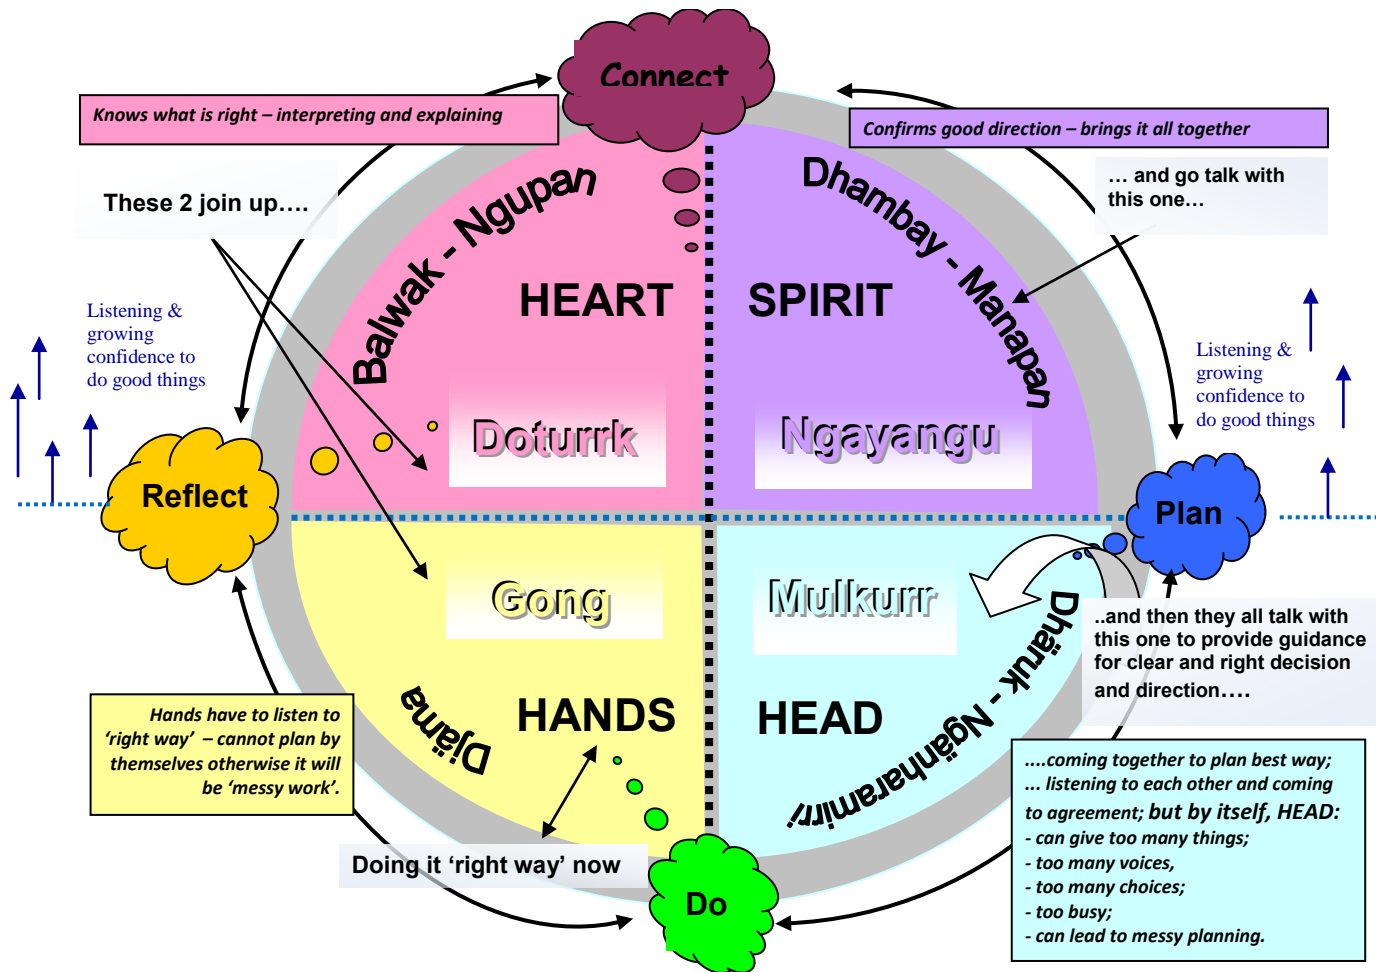 Connect
Knows what is right – interpreting and explaining
Confirms good direction – brings it all together
These 2 join up….
… and go talk with
this one…
Balwak - Ngupan
Dhambay - Manapan
HEART
SPIRIT
Listening &
growing
confidence to
do good things
Listening &
growing
confidence to
do good things
Doturrk
Ngayangu
Reflect
Plan
Gong
Mulkurr
..and then they all talk with
this one to provide guidance
for clear and right decision
and direction….
Djäma
HANDS
HEAD
Dhäruk - Ngänharamirri
Hands have to listen to
‘right way’ – cannot plan by
themselves otherwise it will
be ‘messy work’.
....coming together to plan best way;
... listening to each other and coming
to agreement; but by itself, HEAD:
- can give too many things;
- too many voices,
- too many choices;
- too busy;
- can lead to messy planning.
Doing it ‘right way’ now
Do